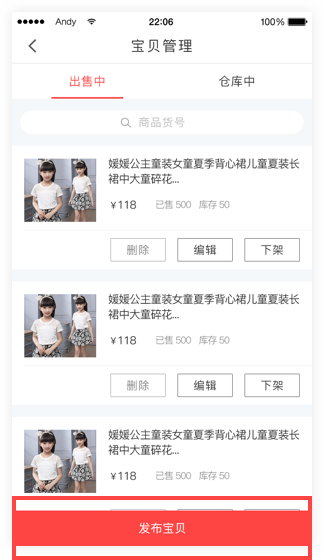 Andy 22:06 100%
宝贝管理
出售中 仓库中
商品货号
媛媛公主童装女童夏季背心裙儿童夏装长
裙中大童碎花...
¥118 已售 500 库存 50
删除 编辑 下架
媛媛公主童装女童夏季背心裙儿童夏装长
裙中大童碎花...
¥118 已售 500 库存 50
删除 编辑 下架
媛媛公主童装女童夏季背心裙儿童夏装长
裙中大童碎花...
¥118 已售 500 库存 50
发布宝贝